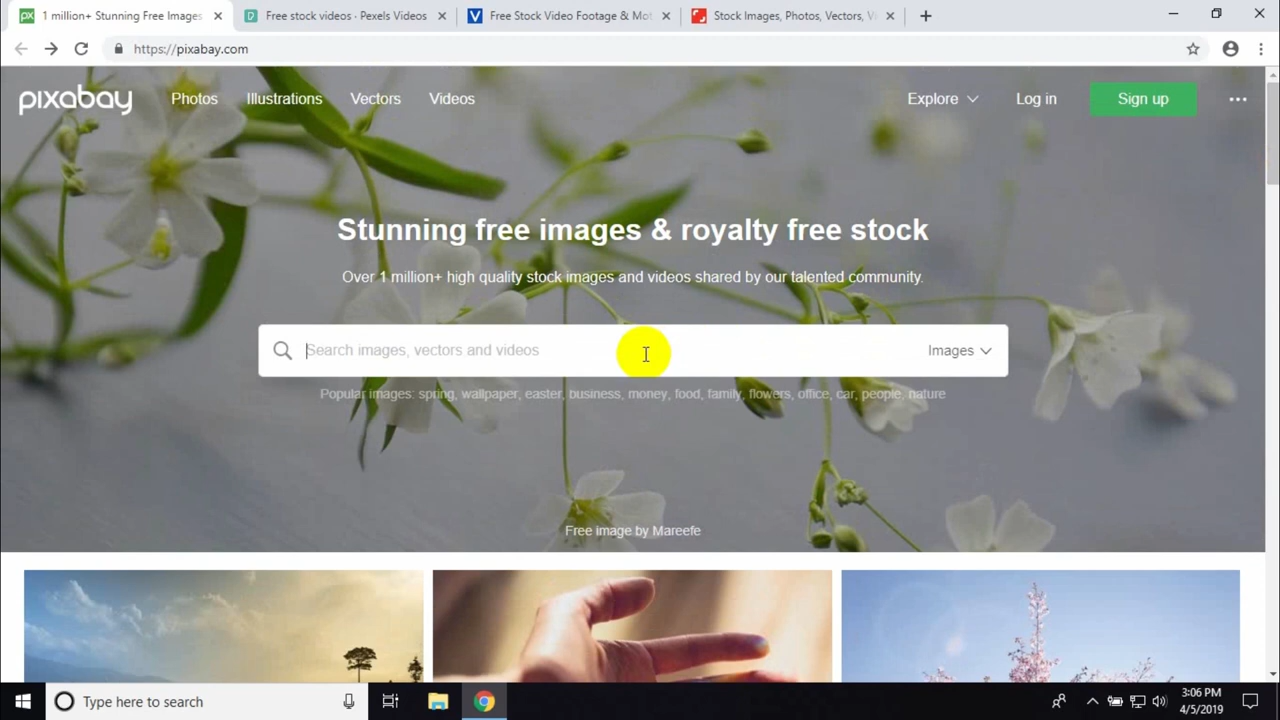 1 million+ Stunning Free Images
Free stock videos · Pexels Videos
Free Stock Video Footage & Mot
Stock Images, Photos, Vectors, V
https://pixabay.com
pixabay
Photos
Illustrations
Vectors
Videos
Explore
Log in
Sign up
Stunning free images & royalty free stock
Over 1 million+ high quality stock images and videos shared by our talented community.
Search images, vectors and videos
Images
Popular images: spring, wallpaper, easter, business, money, food, family, flowers, office, car, people, nature
Free image by Mareefe
Type here to search
3:06 PM
4/5/2019